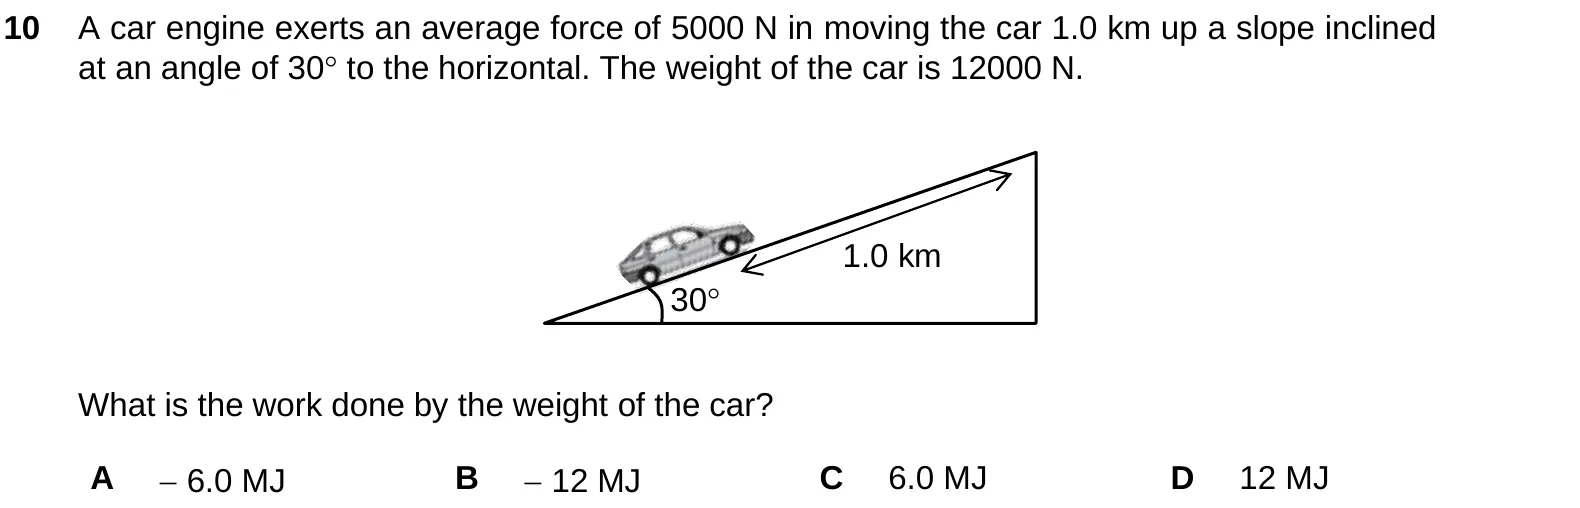 10 A car engine exerts an average force of 5000 N in moving the car 1.0 km up a slope inclined
at an angle of 30° to the horizontal. The weight of the car is 12000 N.
1.0 km
30°
What is the work done by the weight of the car?
A – 6.0 MJ B – 12 MJ C 6.0 MJ D 12 MJ